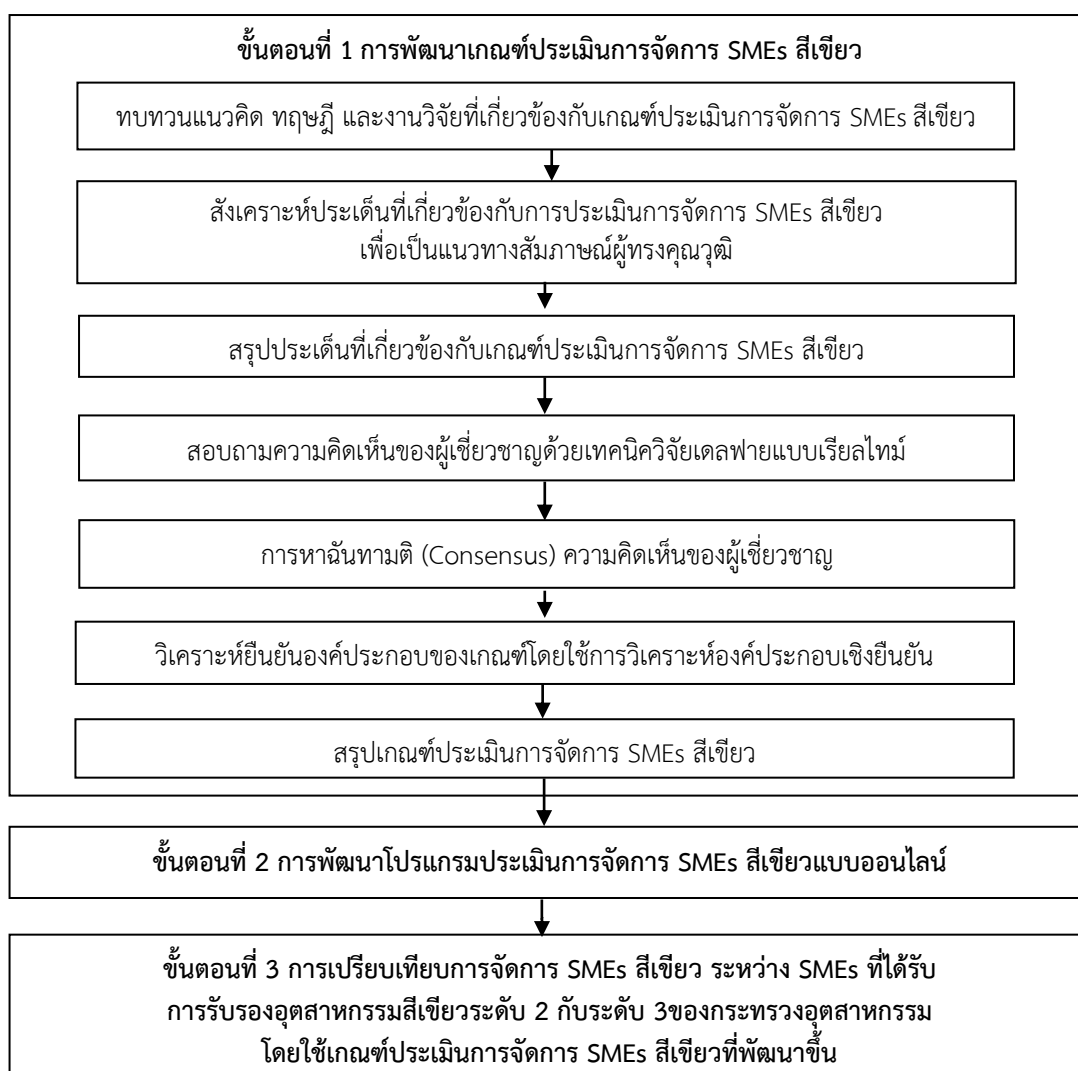 ขั้นตอนที่ 1 การพัฒนาเกณฑ์ประเมินการจัดการ SMEs สีเขียว
ทบทวนแนวคิด ทฤษฎี และงานวิจัยที่เกี่ยวข้องกับเกณฑ์ประเมินการจัดการ SMEs สีเขียว
สังเคราะห์ประเด็นที่เกี่ยวข้องกับการประเมินการจัดการ SMEs สีเขียว
เพื่อเป็นแนวทางสัมภาษณ์ผู้ทรงคุณวุฒิ
สรุปประเด็นที่เกี่ยวข้องกับเกณฑ์ประเมินการจัดการ SMEs สีเขียว
สอบถามความคิดเห็นของผู้เชี่ยวชาญด้วยเทคนิควิจัยเดลฟายแบบเรียลไทม์
การหาฉันทามติ (Consensus) ความคิดเห็นของผู้เชี่ยวชาญ
วิเคราะห์ยืนยันองค์ประกอบของเกณฑ์โดยใช้การวิเคราะห์องค์ประกอบเชิงยืนยัน
สรุปเกณฑ์ประเมินการจัดการ SMEs สีเขียว
ขั้นตอนที่ 2 การพัฒนาโปรแกรมประเมินการจัดการ SMEs สีเขียวแบบออนไลน์
ขั้นตอนที่ 3 การเปรียบเทียบการจัดการ SMEs สีเขียว ระหว่าง SMEs ที่ได้รับ
การรับรองอุตสาหกรรมสีเขียวระดับ 2 กับระดับ 3ของกระทรวงอุตสาหกรรม
โดยใช้เกณฑ์ประเมินการจัดการ SMEs สีเขียวที่พัฒนาขึ้น